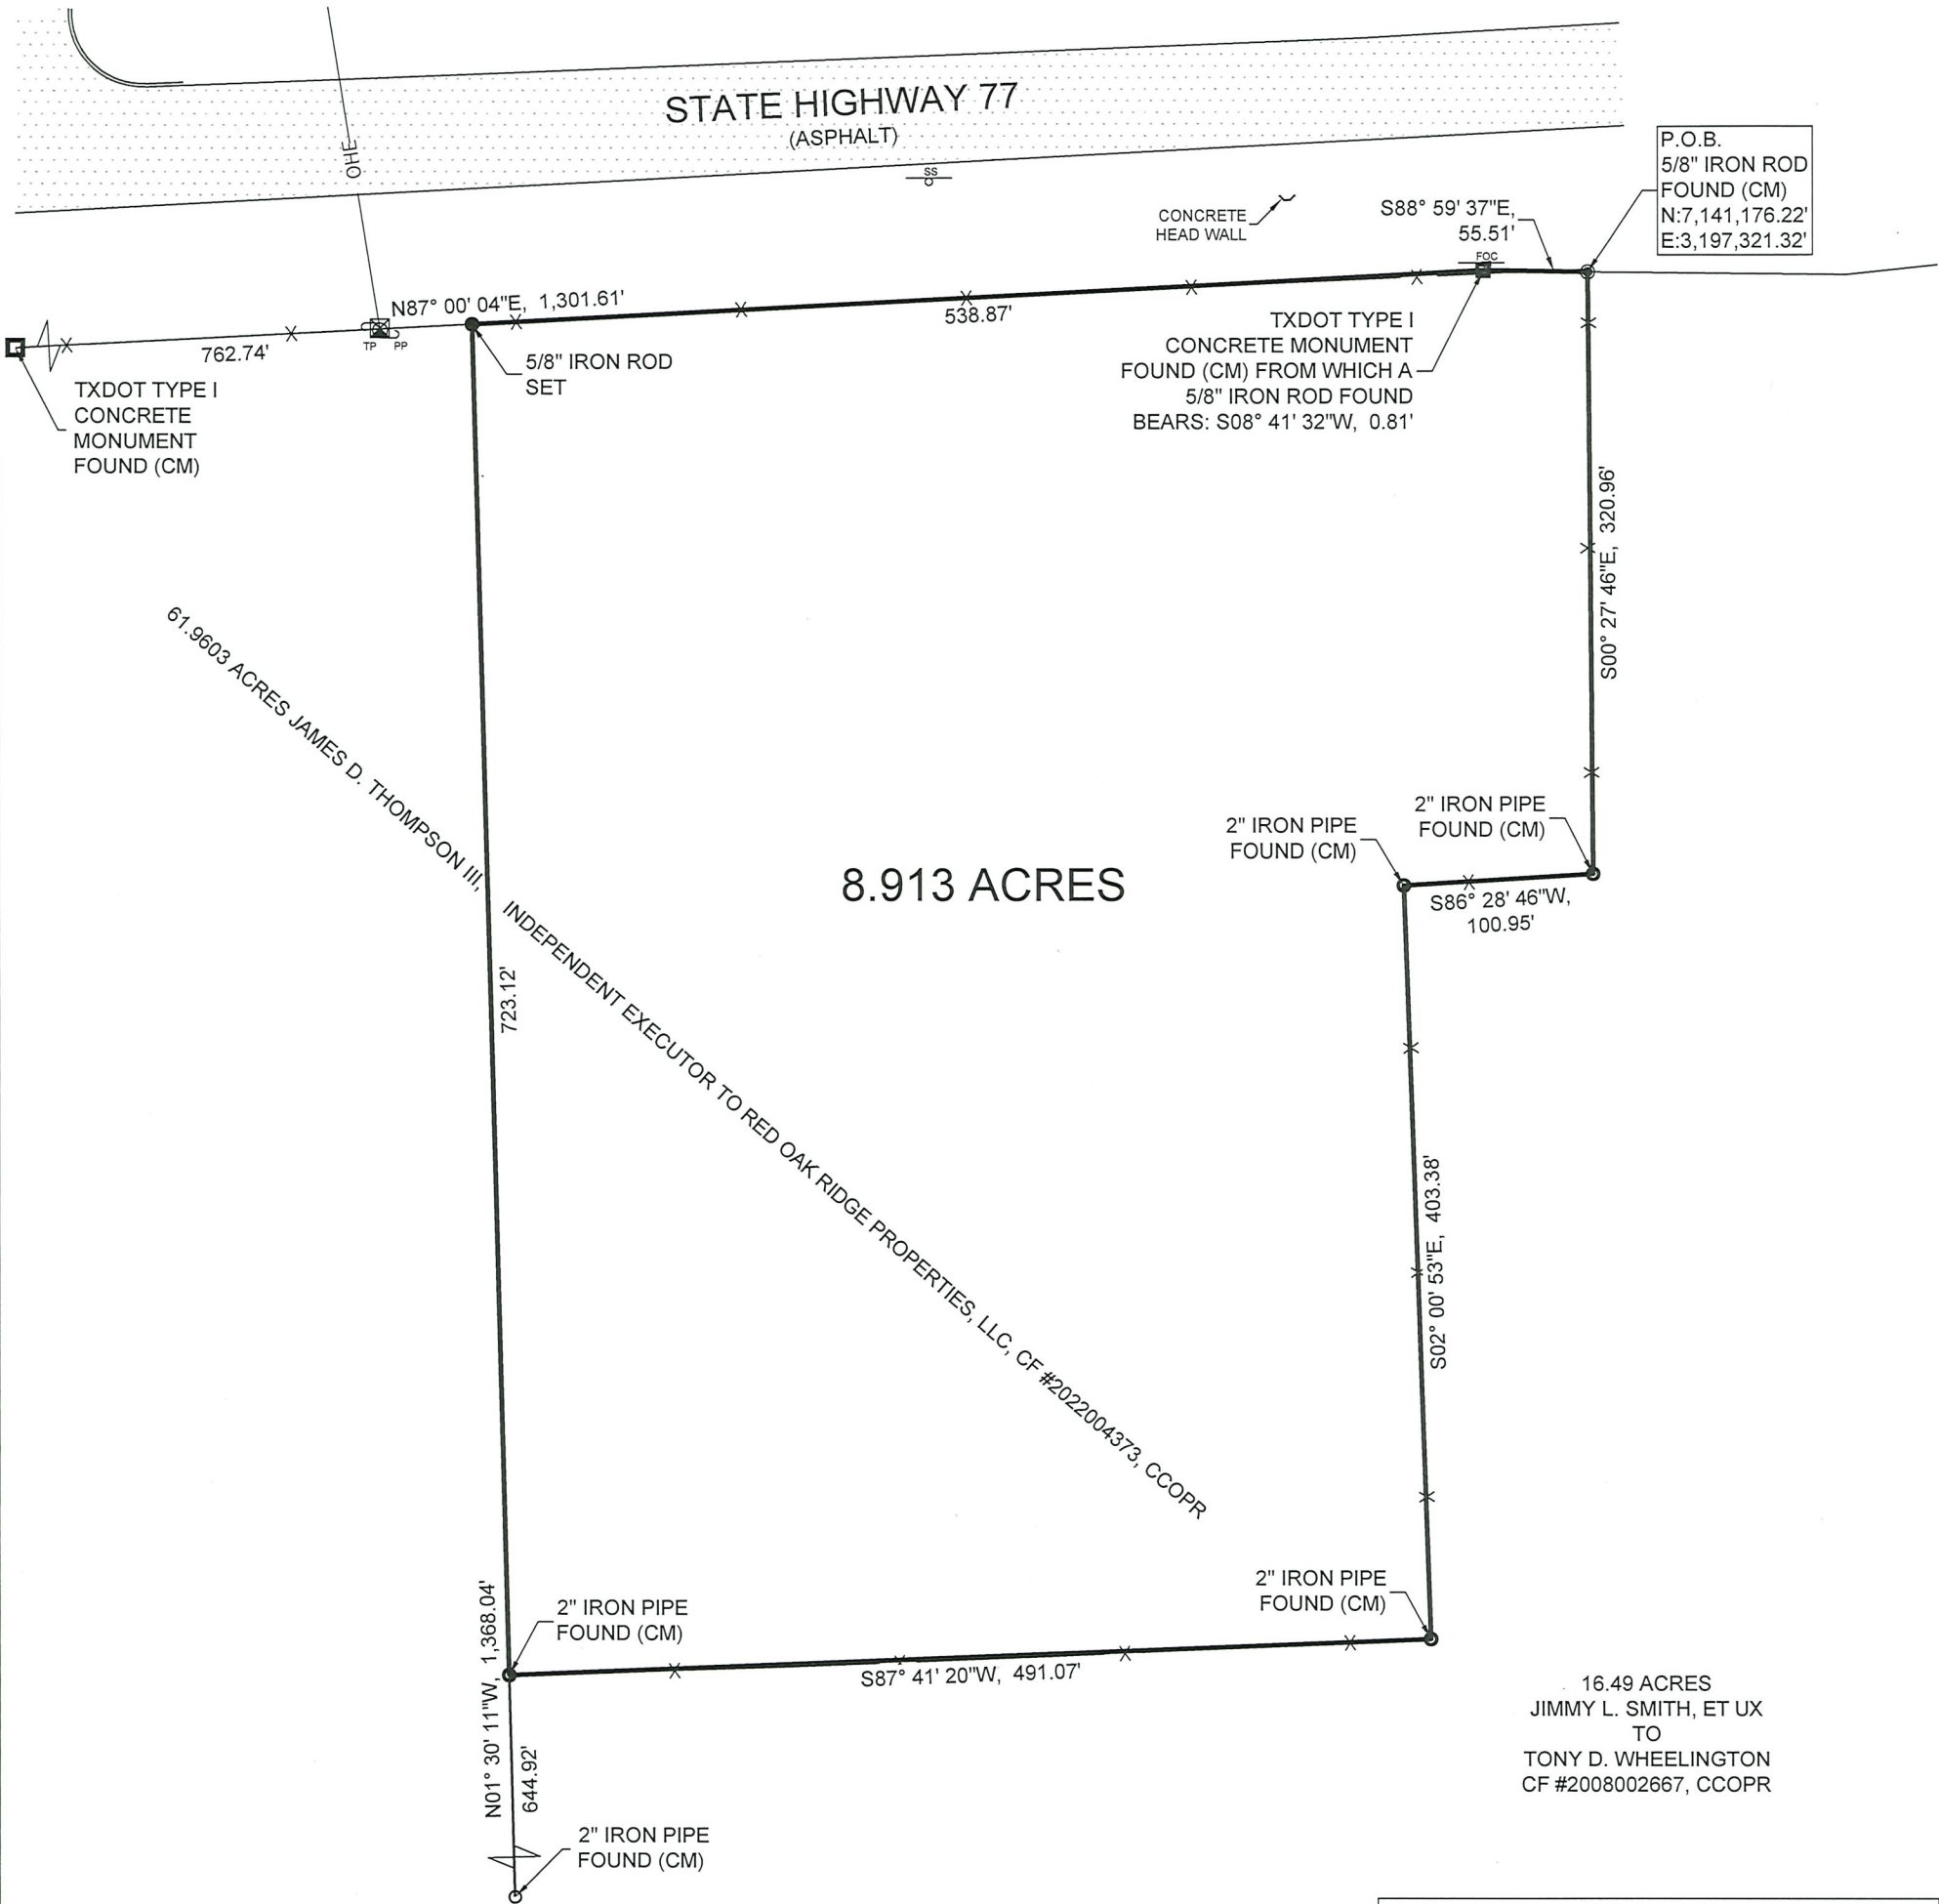 STATE HIGHWAY 77
(ASPHALT)
OHE
SS
P.O.B.
5/8" IRON ROD
FOUND (CM)
N:7,141,176.22'
E:3,197,321.32'
CONCRETE
HEAD WALL
S88° 59' 37"E,
55.51'
FOC
N87° 00' 04"E, 1,301.61'
538.87'
762.74'
TP PP
TXDOT TYPE I
CONCRETE
MONUMENT
FOUND (CM)
5/8" IRON ROD
SET
TXDOT TYPE I
CONCRETE MONUMENT
FOUND (CM) FROM WHICH A
5/8" IRON ROD FOUND
BEARS: S08° 41' 32"W, 0.81'
S00° 27' 46"E, 320.96'
61.9603 ACRES JAMES D. THOMPSON III,
INDEPENDENT EXECUTOR TO RED OAK RIDGE PROPERTIES, LLC, CF #2022004373, CCOPR
2" IRON PIPE
FOUND (CM)
2" IRON PIPE
FOUND (CM)
8.913 ACRES
S86° 28' 46"W,
100.95'
723.12'
S02° 00' 53"E, 403.38'
2" IRON PIPE
FOUND (CM)
2" IRON PIPE
FOUND (CM)
S87° 41' 20"W, 491.07'
N01° 30' 11"W, 1,368.04'
644.92'
2" IRON PIPE
FOUND (CM)
16.49 ACRES
JIMMY L. SMITH, ET UX
TO
TONY D. WHEELINGTON
CF #2008002667, CCOPR